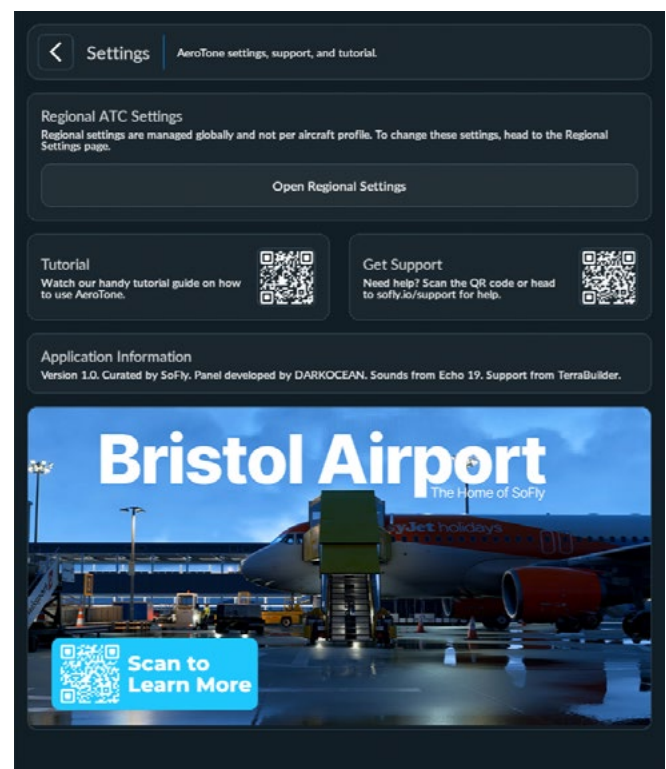 Settings
AeroTone settings, support, and tutorial.
Regional ATC Settings
Regional settings are managed globally and not per aircraft profile. To change these settings, head to the Regional
Settings page.
Open Regional Settings
Tutorial
Watch our handy tutorial guide on how
to use AeroTone.
Get Support
Need help? Scan the QR code or head
to sofly.io/support for help.
Application Information
Version 1.0. Curated by SoFly. Panel developed by DARKOCEAN. Sounds from Echo 19. Support from TerraBuilder.
Bristol Airport
The Home of SoFly
yJet holidays
Scan to
Learn More